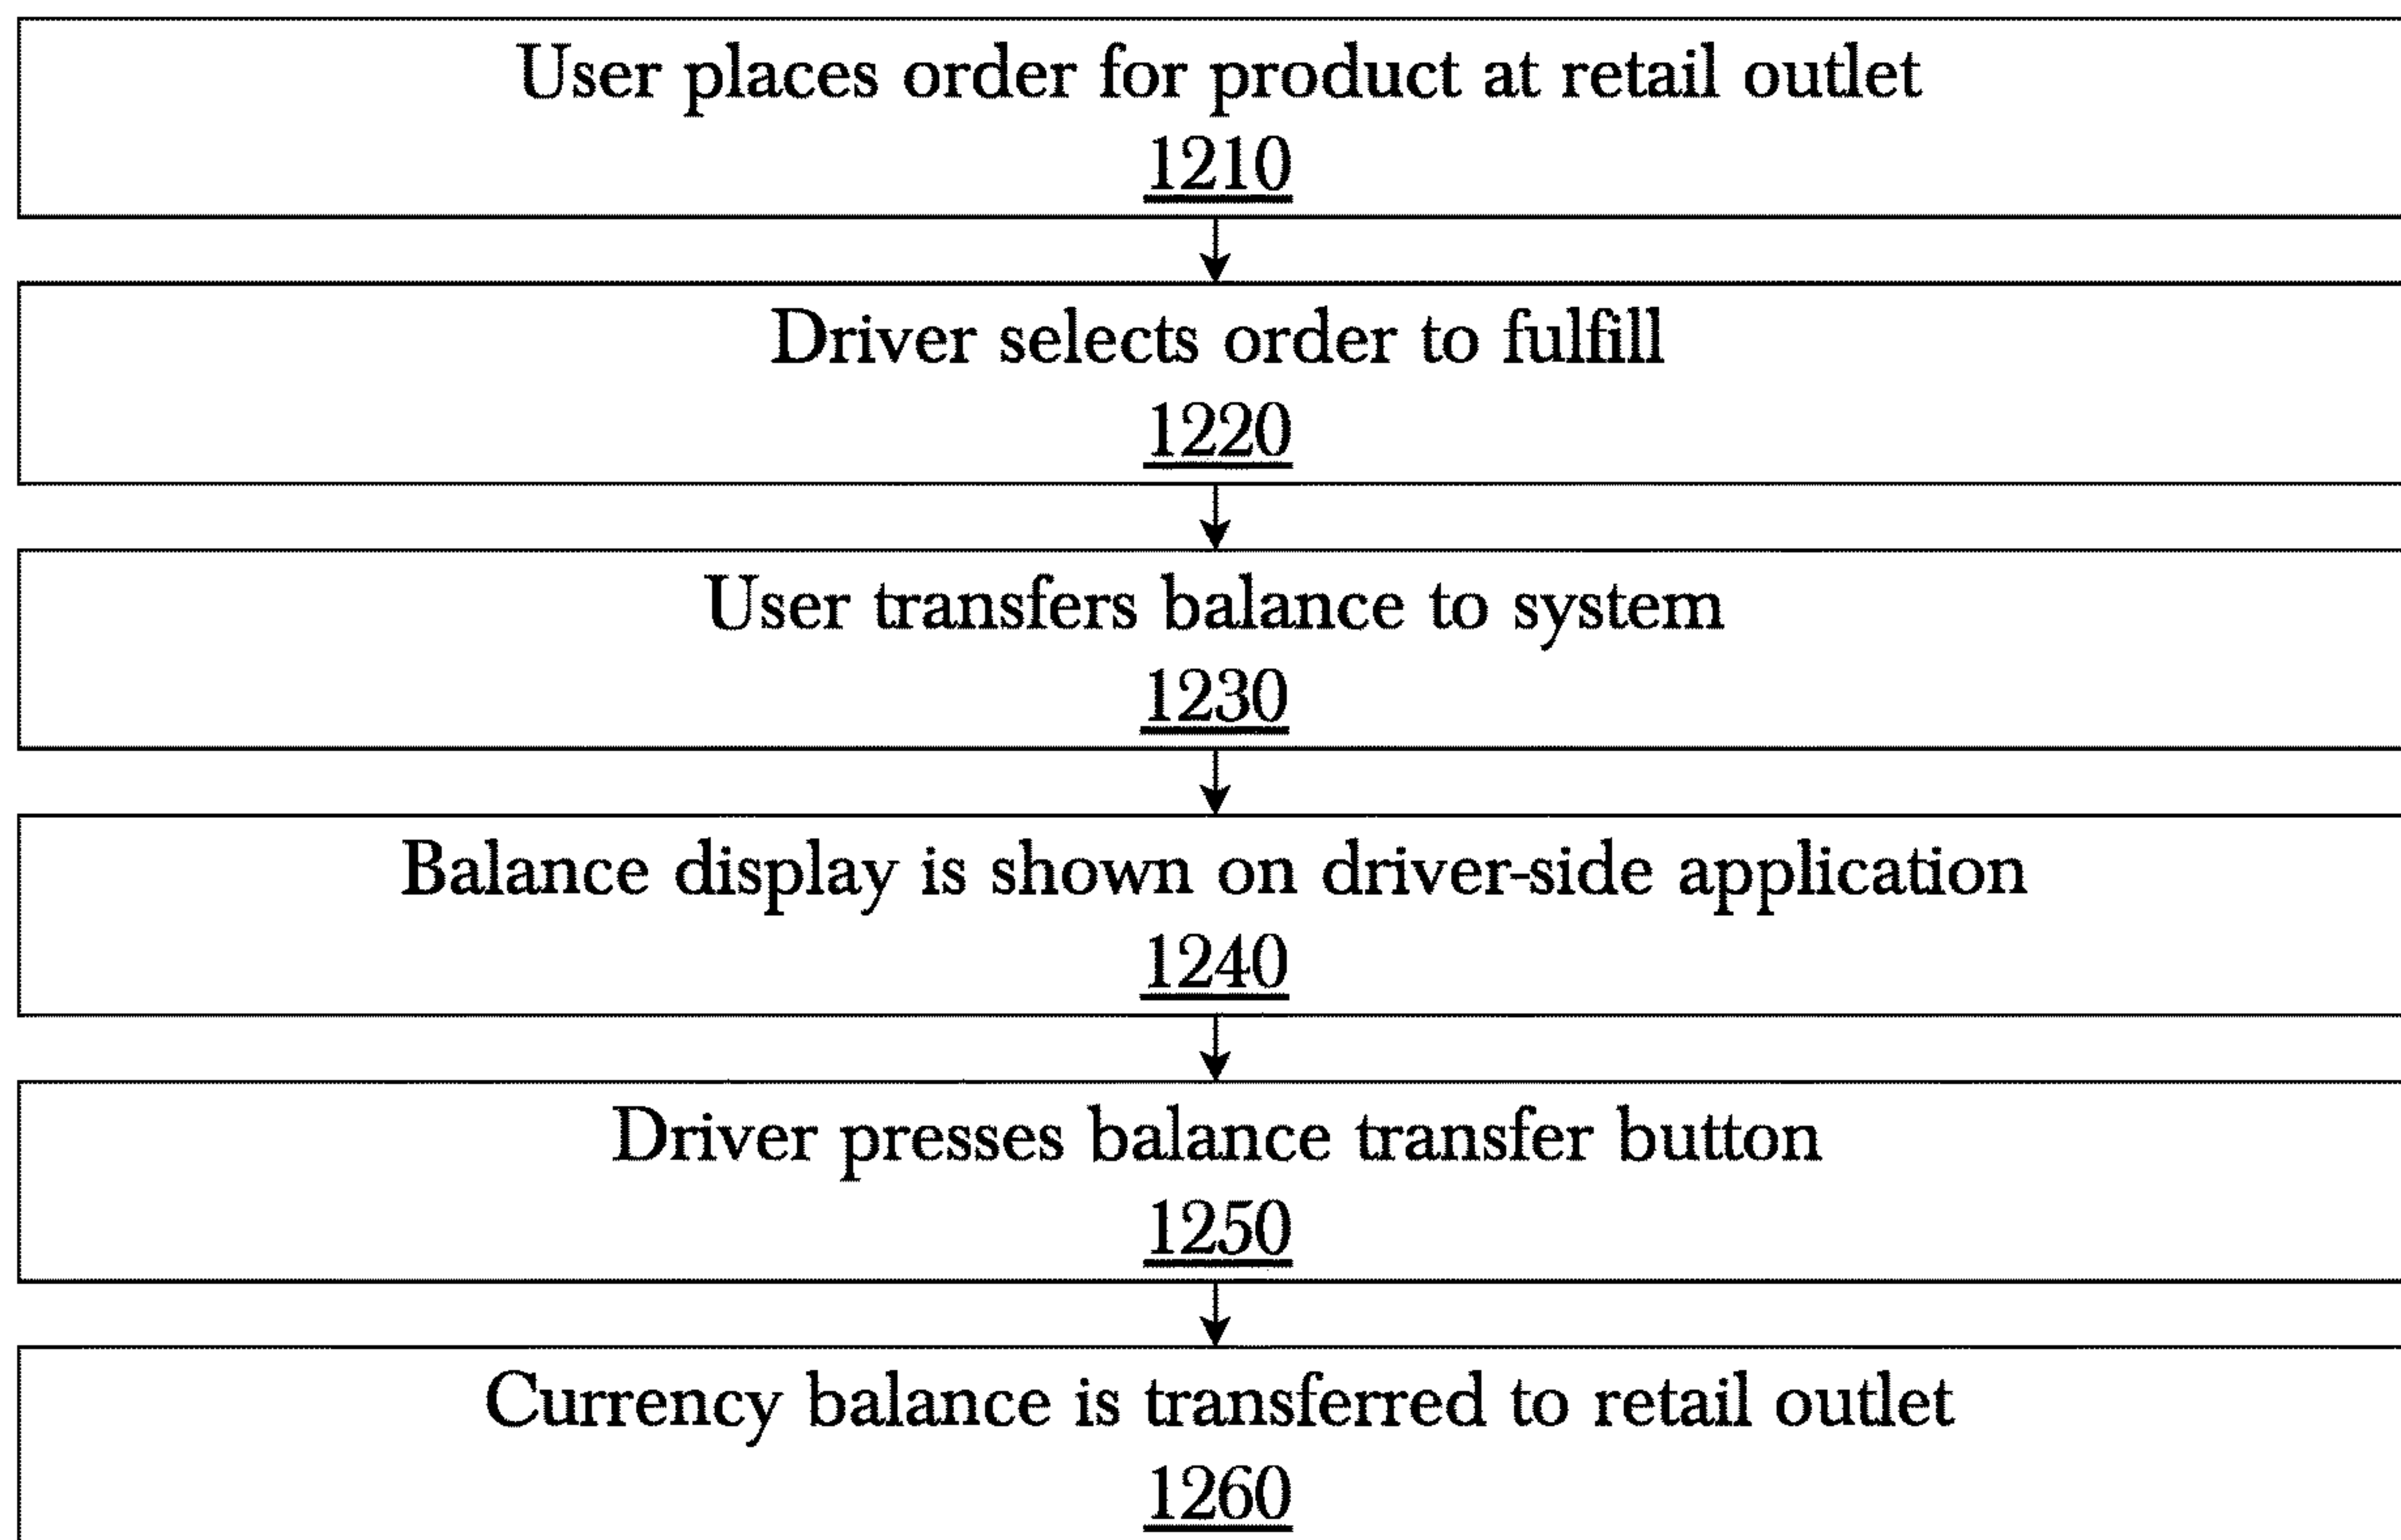 User places order for product at retail outlet
1210
Driver selects order to fulfill
1220
User transfers balance to system
1230
Balance display is shown on driver-side application
1240
Driver presses balance transfer button
1250
Currency balance is transferred to retail outlet
1260